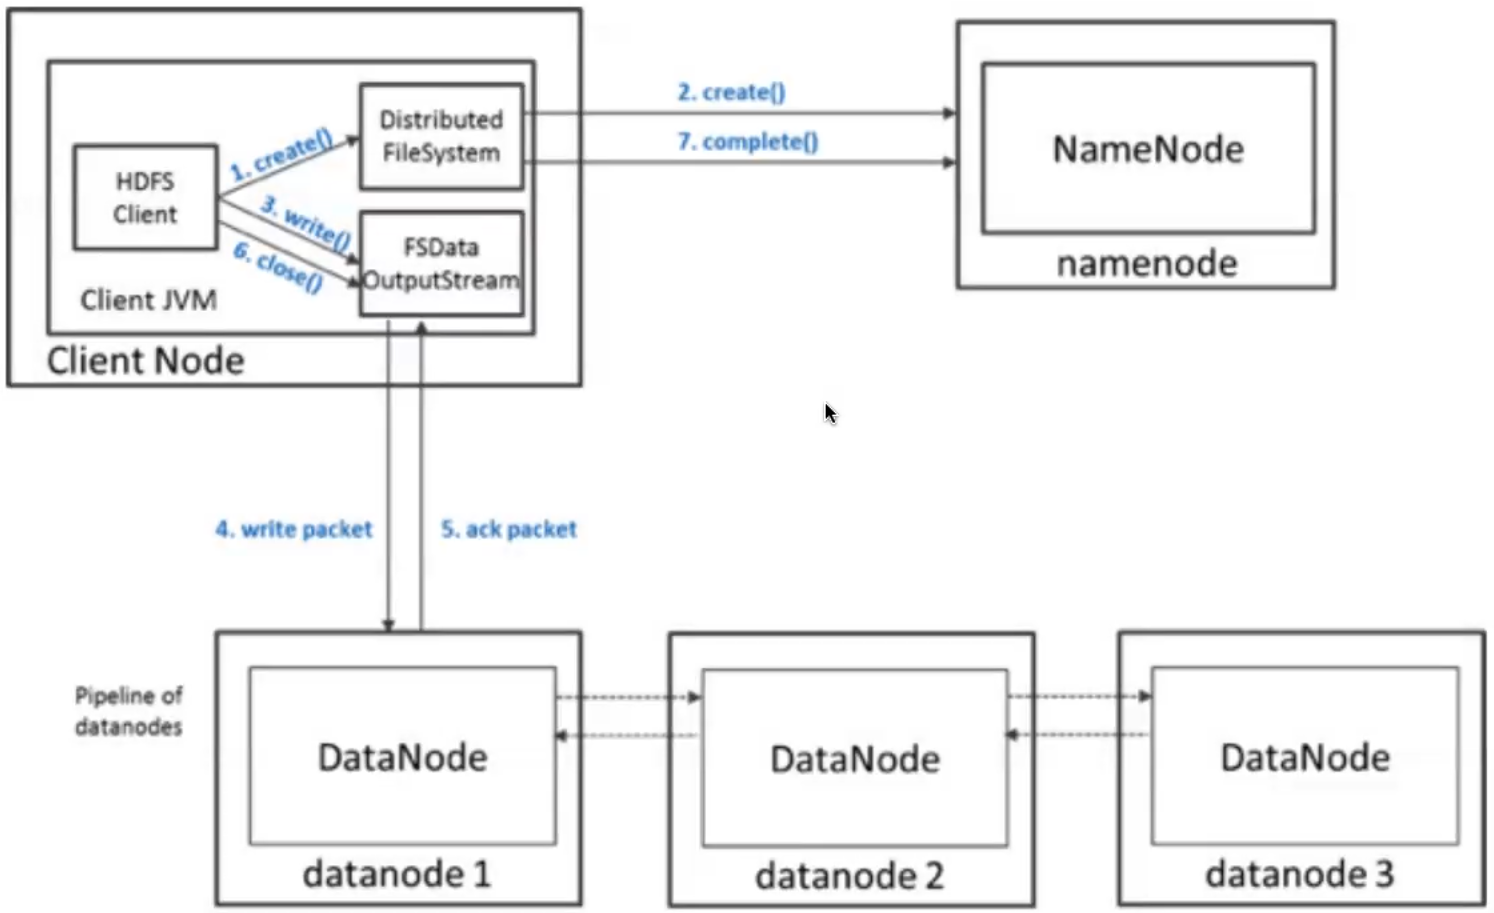 Distributed
FileSystem
HDFS
Client
1. create()
3. write()
6. close()
FSData
OutputStream
Client JVM
Client Node
2. create()
7. complete()
NameNode
namenode
4. write packet
5. ack packet
Pipeline of
datanodes
DataNode
datanode 1
DataNode
datanode 2
DataNode
datanode 3